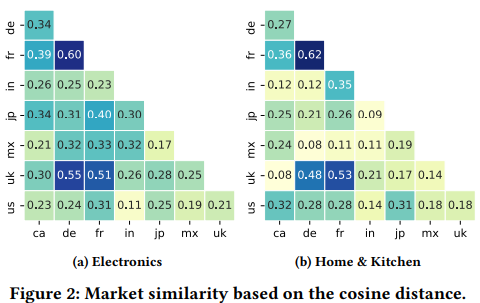 de 0.34
fr 0.39 0.60
in 0.26 0.25 0.23
jp 0.34 0.31 0.40 0.30
mx 0.21 0.32 0.33 0.32 0.17
uk 0.30 0.55 0.51 0.26 0.28 0.25
us 0.23 0.24 0.31 0.11 0.25 0.19 0.21
ca de fr in jp mx uk
(a) Electronics
de 0.27
fr 0.36 0.62
in 0.12 0.12 0.35
jp 0.25 0.21 0.26 0.09
mx 0.24 0.08 0.11 0.11 0.19
uk 0.08 0.48 0.53 0.21 0.17 0.14
us 0.32 0.28 0.28 0.14 0.31 0.18 0.18
ca de fr in jp mx uk
(b) Home & Kitchen
Figure 2: Market similarity based on the cosine distance.